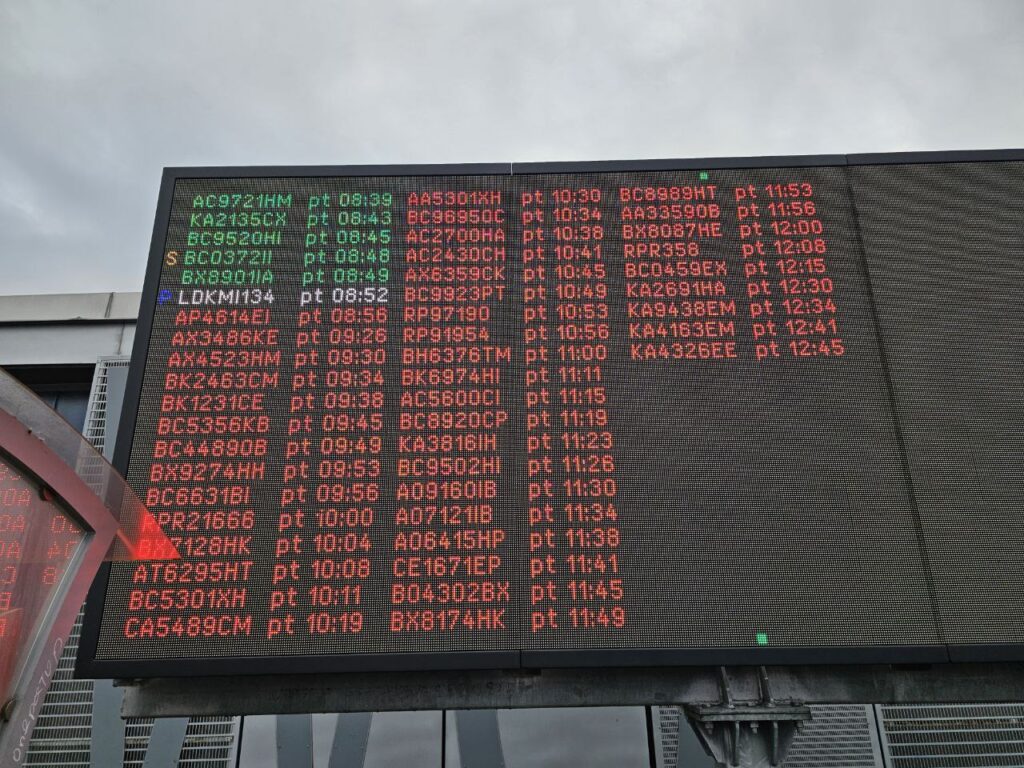 AC9721HM pt 08:39
KA2135CX pt 08:43
BC9520HI pt 08:45
S BC0372II pt 08:48
BX8901IA pt 08:49
LDKMI134 pt 08:52
AP4614EI pt 08:56
AX3486KE pt 09:26
AX4523HM pt 09:30
BK2463CM pt 09:34
BK1231CE pt 09:38
BC5356KB pt 09:45
BC4489OB pt 09:49
BX9274HH pt 09:53
BC6631BI pt 09:56
RPR21666 pt 10:00
BX7128HK pt 10:04
AT6295HT pt 10:08
BC5301XH pt 10:11
CA5489CM pt 10:19
AA5301XH pt 10:30
BC9695OC pt 10:34
AC2700HA pt 10:38
AC2430CH pt 10:41
AX6359CK pt 10:45
BC9923PT pt 10:49
RP97190 pt 10:53
RP91954 pt 10:56
BH6376TM pt 11:00
BK6974HI pt 11:11
AC5600CI pt 11:15
BC8920CP pt 11:19
KA3816IH pt 11:23
BC9502HI pt 11:26
AO9160IB pt 11:30
AO7121IB pt 11:34
AO6415HP pt 11:38
CE1671EP pt 11:41
BO4302BX pt 11:45
BX8174HK pt 11:49
BC8989HT pt 11:53
AA3359OB pt 11:56
BX8087HE pt 12:00
RPR358 pt 12:08
BC0459EX pt 12:15
KA2691HA pt 12:30
KA9438EM pt 12:34
KA4163EM pt 12:41
KA4326EE pt 12:45